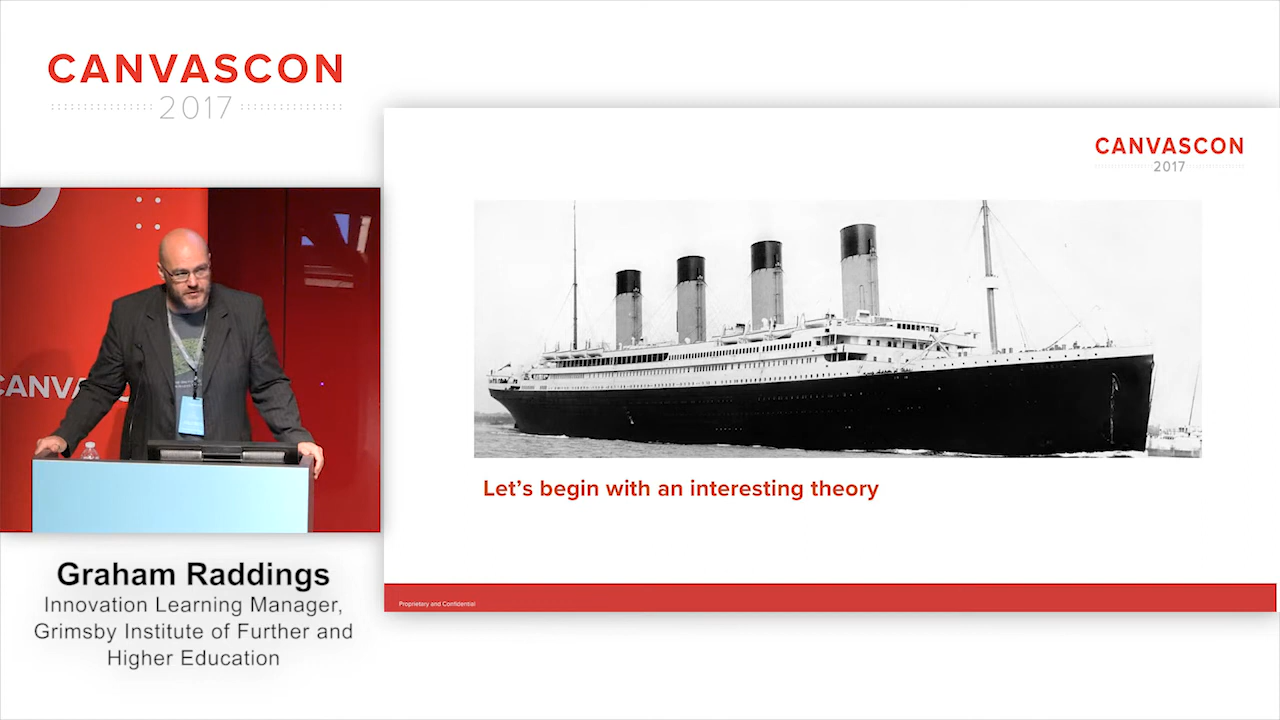 CANVASCON
2017
CANVASCON
2017
CANVA
Let's begin with an interesting theory
Graham Raddings
Innovation Learning Manager,
Grimsby Institute of Further and
Higher Education
Proprietary and Confidential